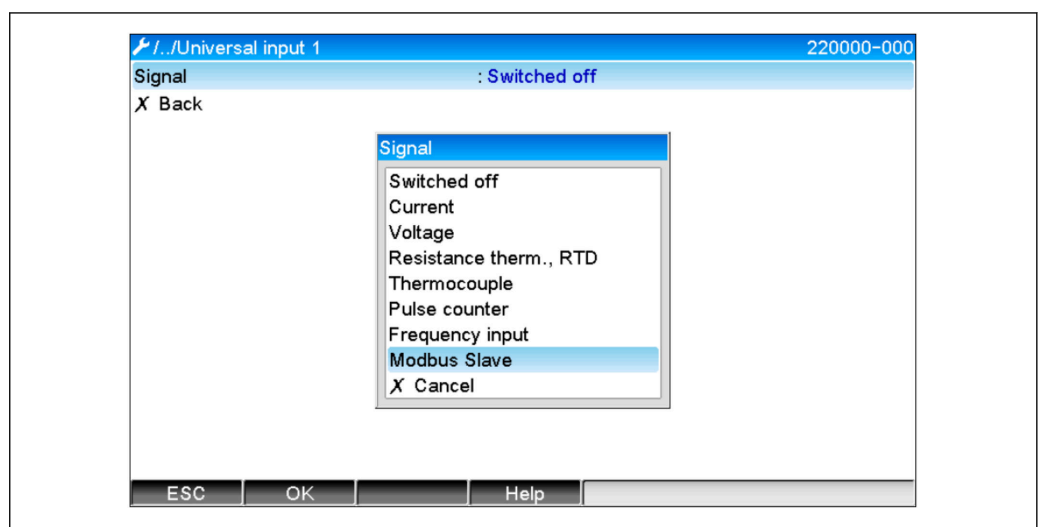 /../Universal input 1 220000-000
Signal : Switched off
X Back
Signal
Switched off
Current
Voltage
Resistance therm., RTD
Thermocouple
Pulse counter
Frequency input
Modbus Slave
X Cancel
ESC OK Help